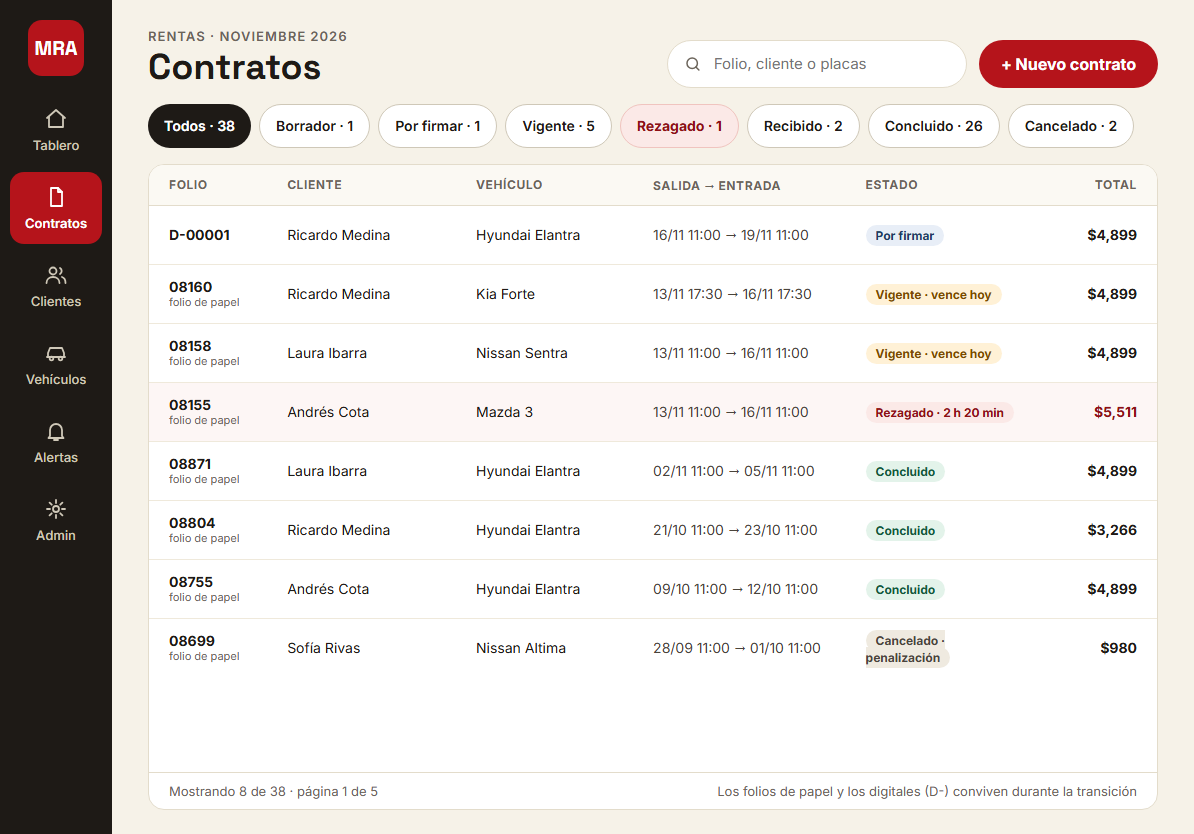 MRA
Tablero
Contratos
Clientes
Vehículos
Alertas
Admin
RENTAS · NOVIEMBRE 2026
Contratos
Folio, cliente o placas
+ Nuevo contrato
Todos · 38
Borrador · 1
Por firmar · 1
Vigente · 5
Rezagado · 1
Recibido · 2
Concluido · 26
Cancelado · 2
FOLIO CLIENTE VEHÍCULO SALIDA → ENTRADA ESTADO TOTAL
D-00001 Ricardo Medina Hyundai Elantra 16/11 11:00 → 19/11 11:00 Por firmar $4,899
08160 Ricardo Medina Kia Forte 13/11 17:30 → 16/11 17:30 Vigente · vence hoy $4,899
folio de papel
08158 Laura Ibarra Nissan Sentra 13/11 11:00 → 16/11 11:00 Vigente · vence hoy $4,899
folio de papel
08155 Andrés Cota Mazda 3 13/11 11:00 → 16/11 11:00 Rezagado · 2 h 20 min $5,511
folio de papel
08871 Laura Ibarra Hyundai Elantra 02/11 11:00 → 05/11 11:00 Concluido $4,899
folio de papel
08804 Ricardo Medina Hyundai Elantra 21/10 11:00 → 23/10 11:00 Concluido $3,266
folio de papel
08755 Andrés Cota Hyundai Elantra 09/10 11:00 → 12/10 11:00 Concluido $4,899
folio de papel
08699 Sofía Rivas Nissan Altima 28/09 11:00 → 01/10 11:00 Cancelado · $980
folio de papel penalización
Mostrando 8 de 38 · página 1 de 5
Los folios de papel y los digitales (D-) conviven durante la transición